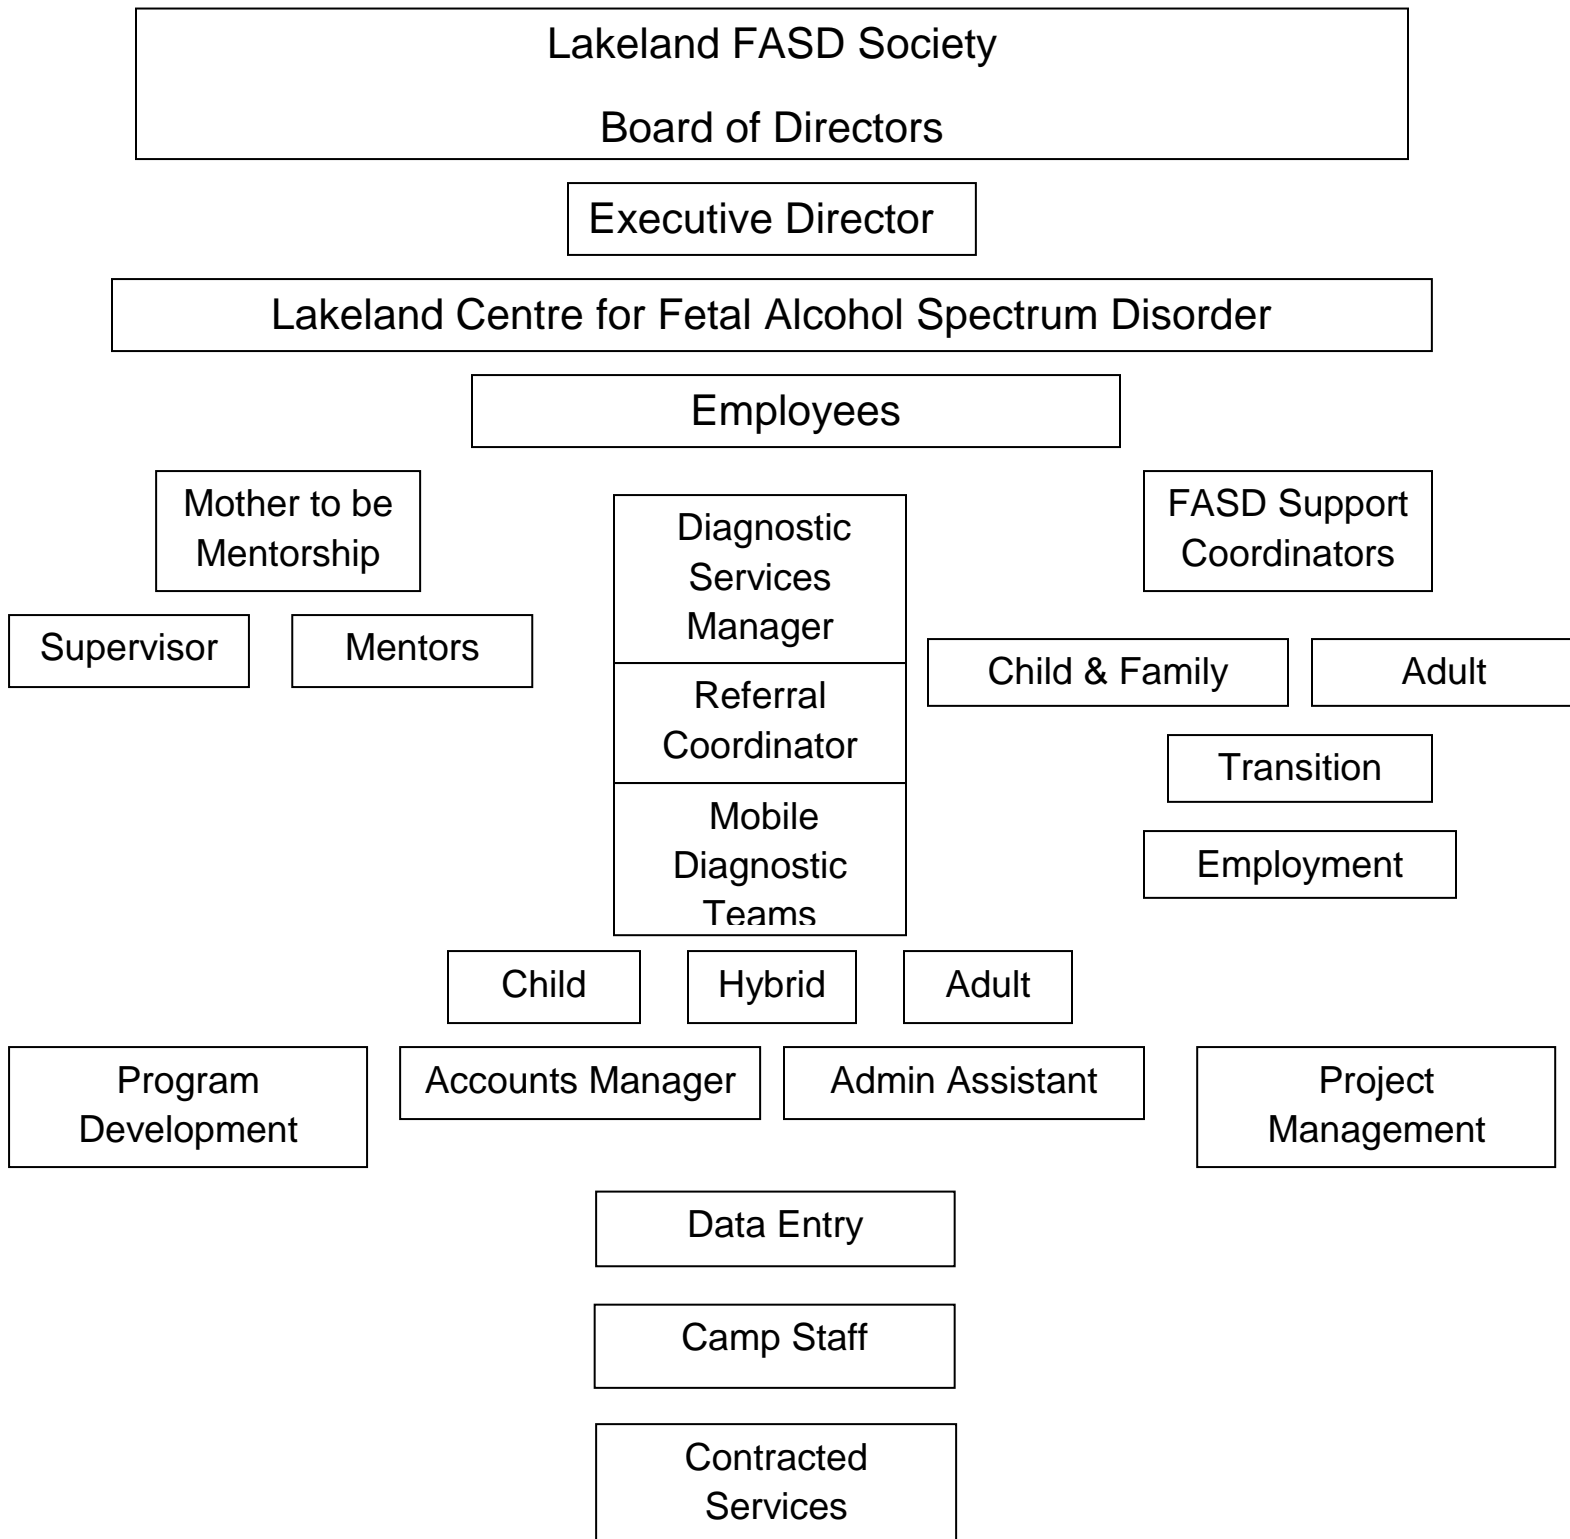 Lakeland FASD Society
Board of Directors
Executive Director
Lakeland Centre for Fetal Alcohol Spectrum Disorder
Employees
Mother to be
Mentorship
Supervisor
Mentors
Diagnostic
Services
Manager
Referral
Coordinator
Mobile
Diagnostic
Teams
FASD Support
Coordinators
Child & Family
Adult
Transition
Employment
Child
Hybrid
Adult
Program
Development
Accounts Manager
Admin Assistant
Project
Management
Data Entry
Camp Staff
Contracted
Services